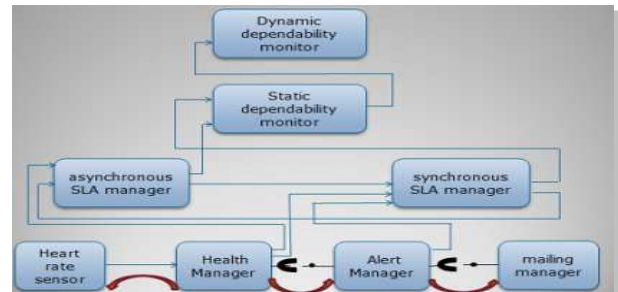 Dynamic
dependability
monitor
Static
dependability
monitor
asynchronous
SLA manager
synchronous
SLA manager
Heart
rate
sensor
Health
Manager
Alert
Manager
mailing
manager